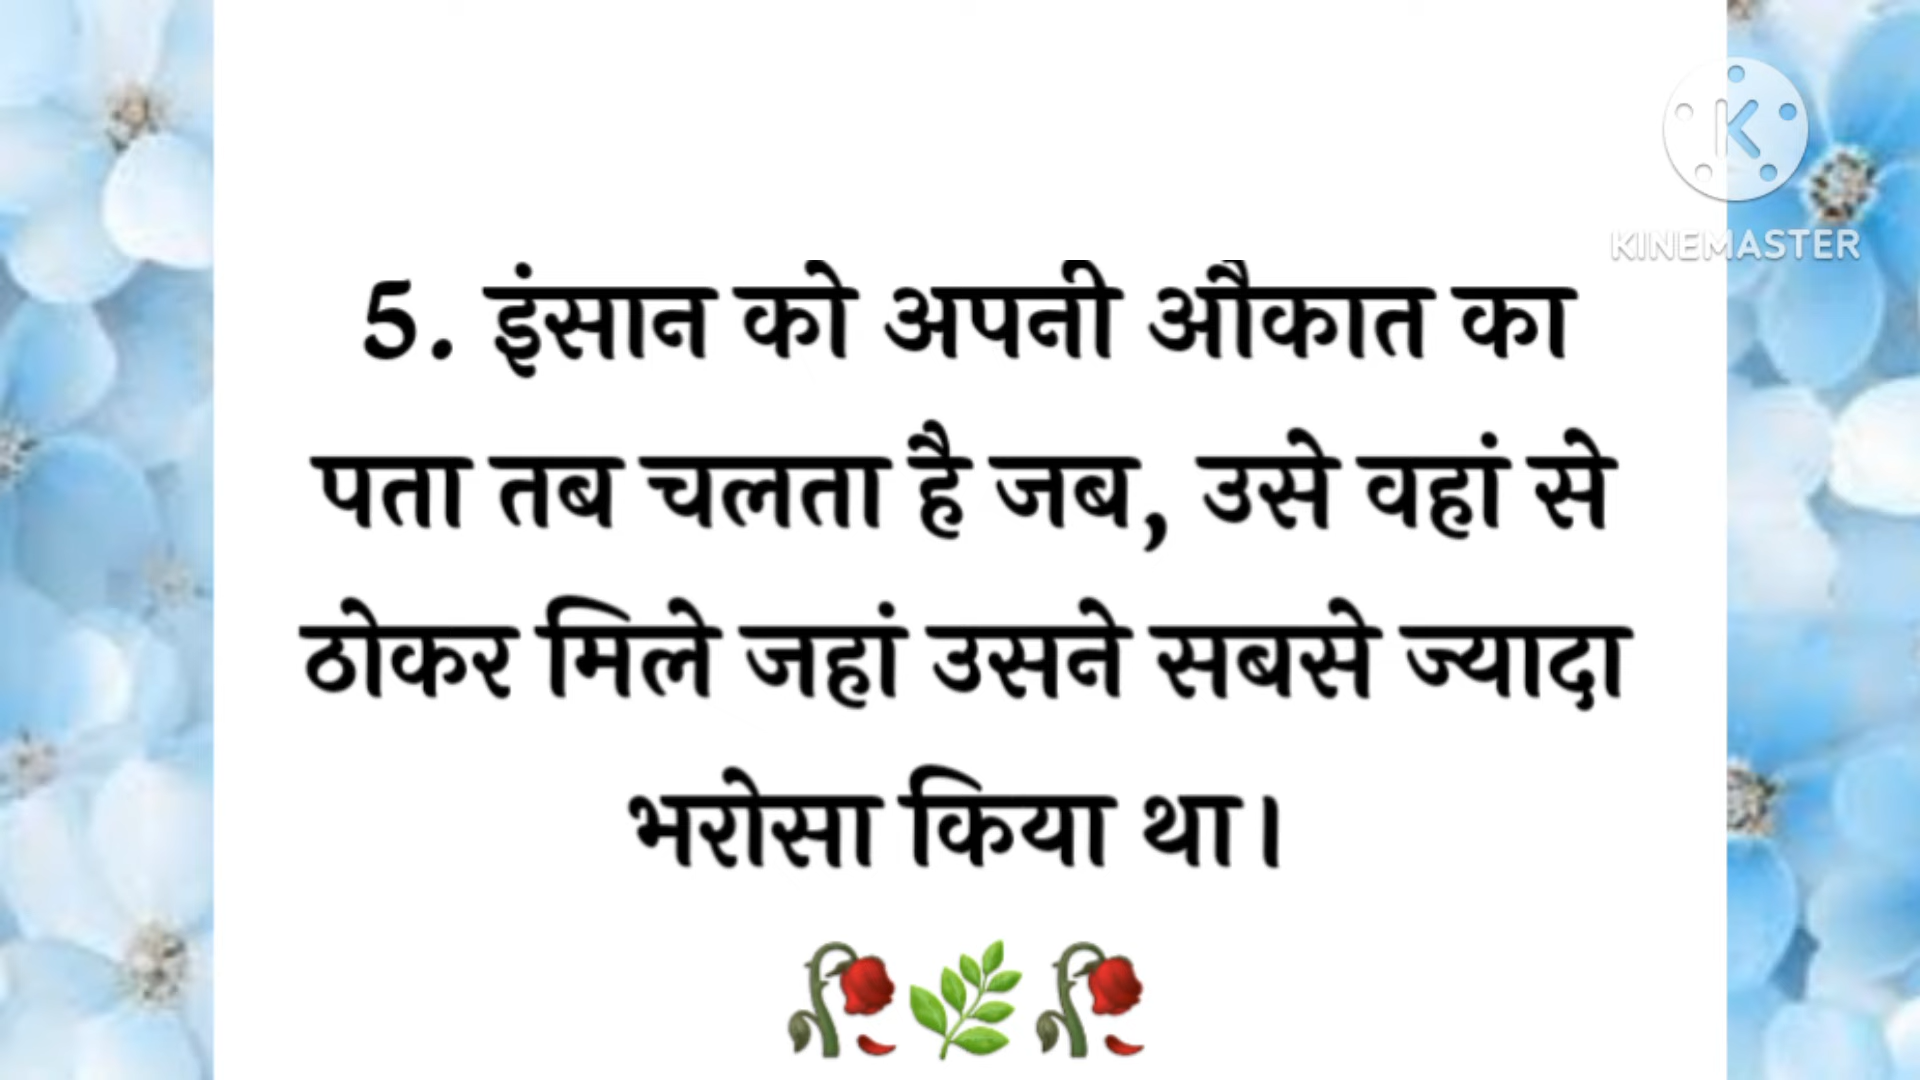 KINEMASTER
5. इंसान को अपनी औकात का
पता तब चलता है जब, उसे वहां से
ठोकर मिले जहां उसने सबसे ज्यादा
भरोसा किया था।
🥀🌿🥀